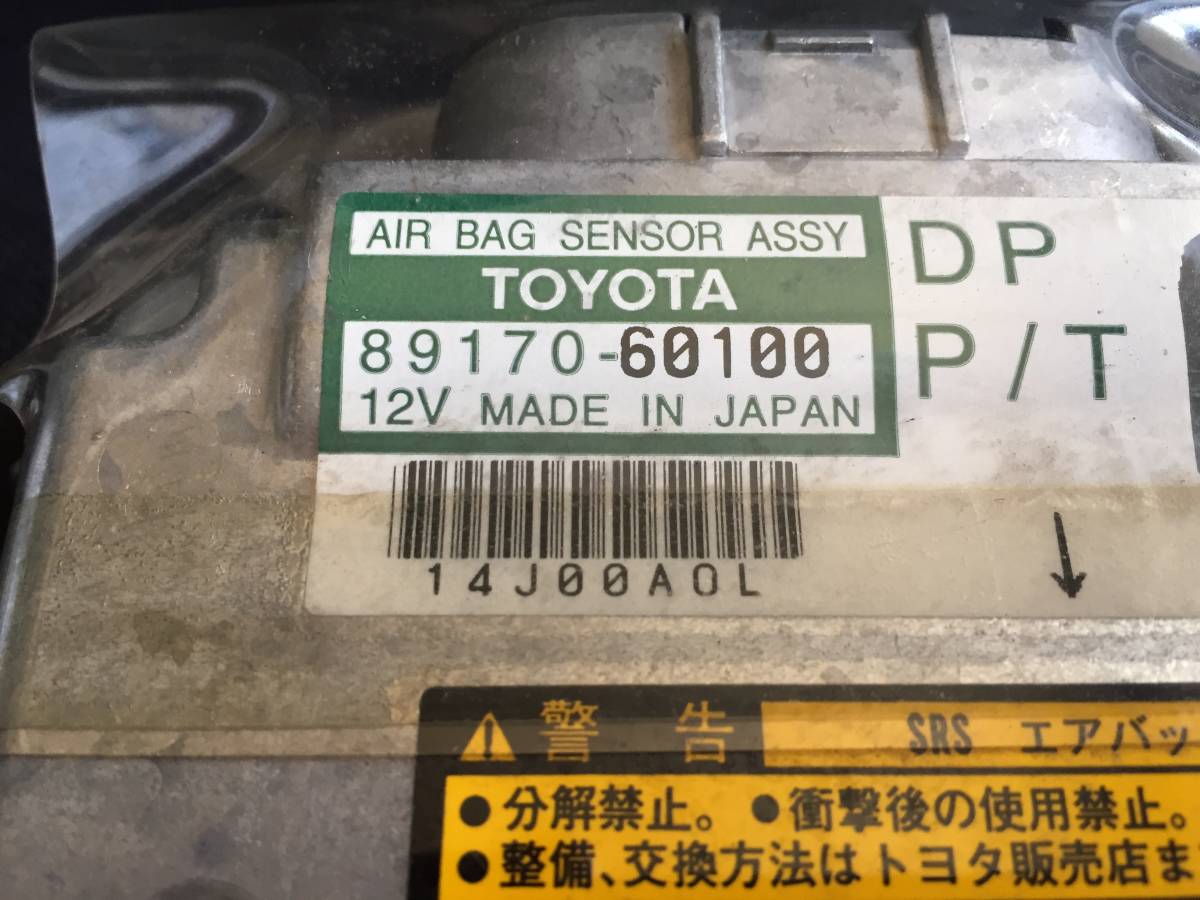 AIR BAG SENSOR ASSY
TOYOTA
89170-60100
12V MADE IN JAPAN
DP
P/T
14J00A0L
警告 SRS エアバッ
●分解禁止。●衝撃後の使用禁止。
●整備、交換方法はトヨタ販売店ま